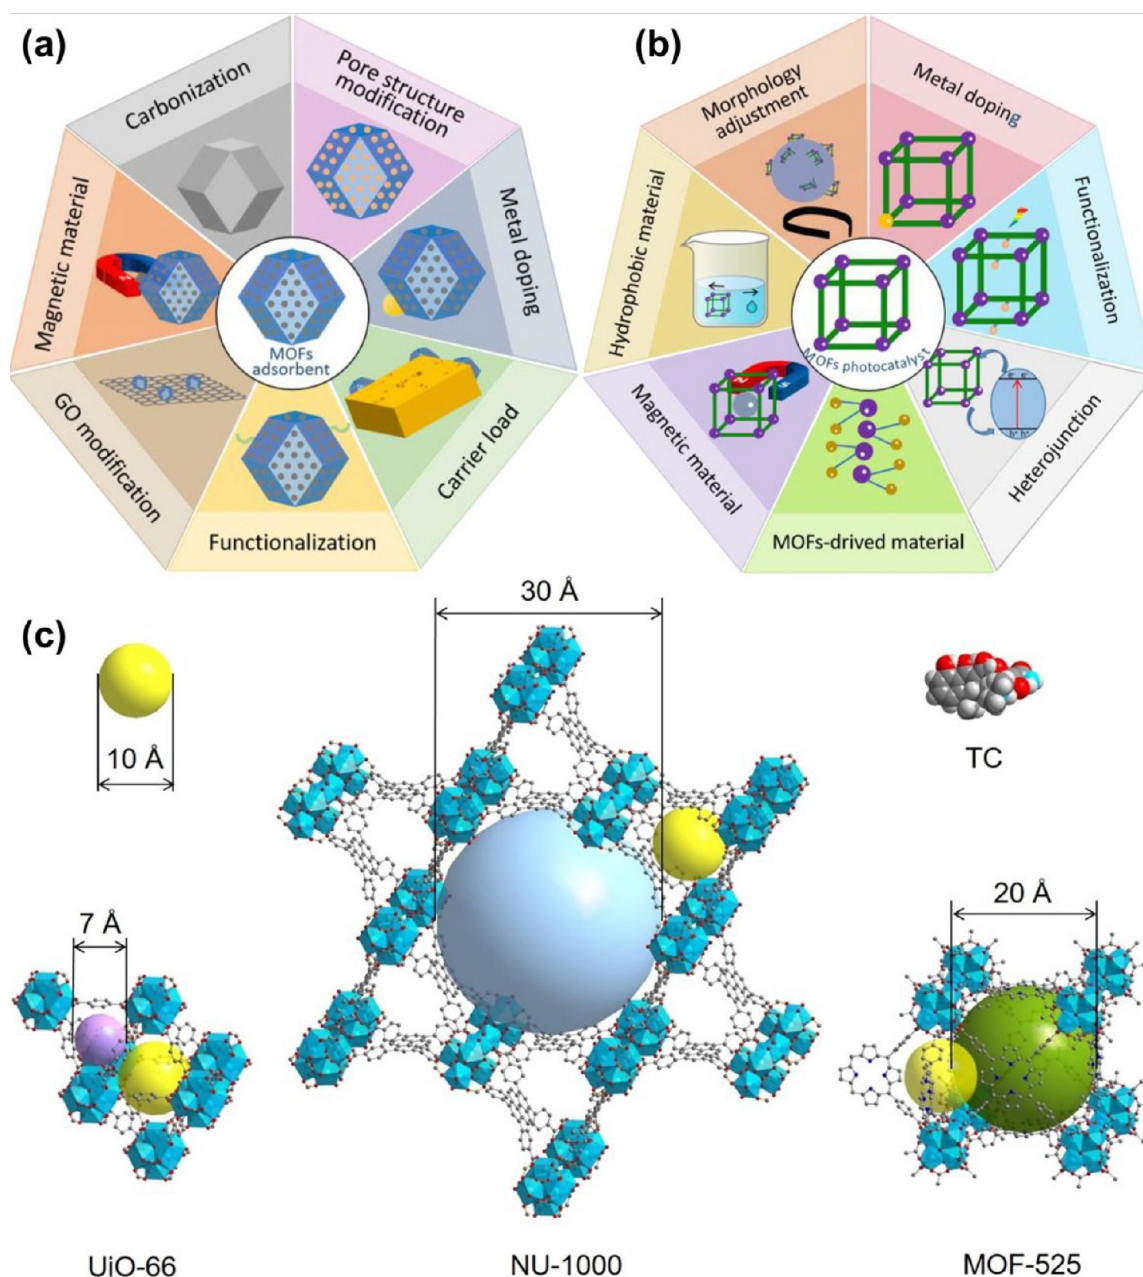 (a)
Carbonization
Pore structure
modification
Metal doping
Carrier load
Functionalization
GO modification
Magnetic material
MOFs
adsorbent
(b)
Morphology
adjustment
Metal doping
Functionalization
Heterojunction
MOFs-drived material
Magnetic material
Hydrophobic material
MOFs photocatalyst
(c)
10 Å
30 Å
TC
7 Å
20 Å
UiO-66
NU-1000
MOF-525